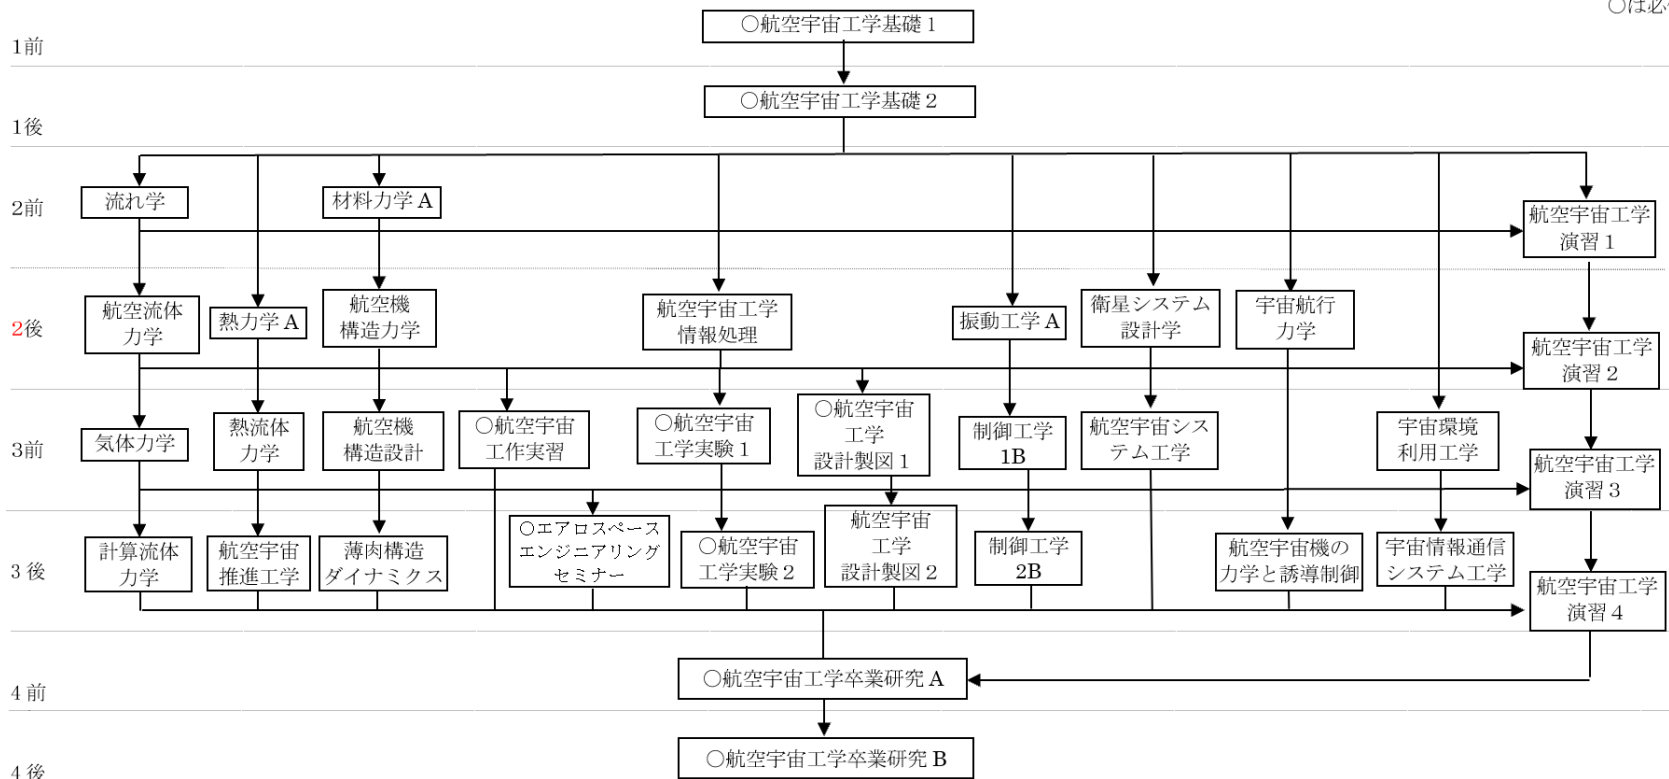 ○は必
○航空宇宙工学基礎1
1前
○航空宇宙工学基礎2
1後
2前
流れ学
材料力学A
航空宇宙工学
演習1
2後
航空流体
力学
熱力学A
航空機
構造力学
航空宇宙工学
情報処理
振動工学A
衛星システム
設計学
宇宙航行
力学
航空宇宙工学
演習2
3前
気体力学
熱流体
力学
航空機
構造設計
○航空宇宙
工作実習
○航空宇宙
工学実験1
○航空宇宙
工学
設計製図1
制御工学
1B
航空宇宙シス
テム工学
宇宙環境
利用工学
航空宇宙工学
演習3
3後
計算流体
力学
航空宇宙
推進工学
薄肉構造
ダイナミクス
○エアロスペース
エンジニアリング
セミナー
○航空宇宙
工学実験2
航空宇宙
工学
設計製図2
制御工学
2B
航空宇宙機の
力学と誘導制御
宇宙情報通信
システム工学
航空宇宙工学
演習4
4前
○航空宇宙工学卒業研究A
○航空宇宙工学卒業研究B
4後